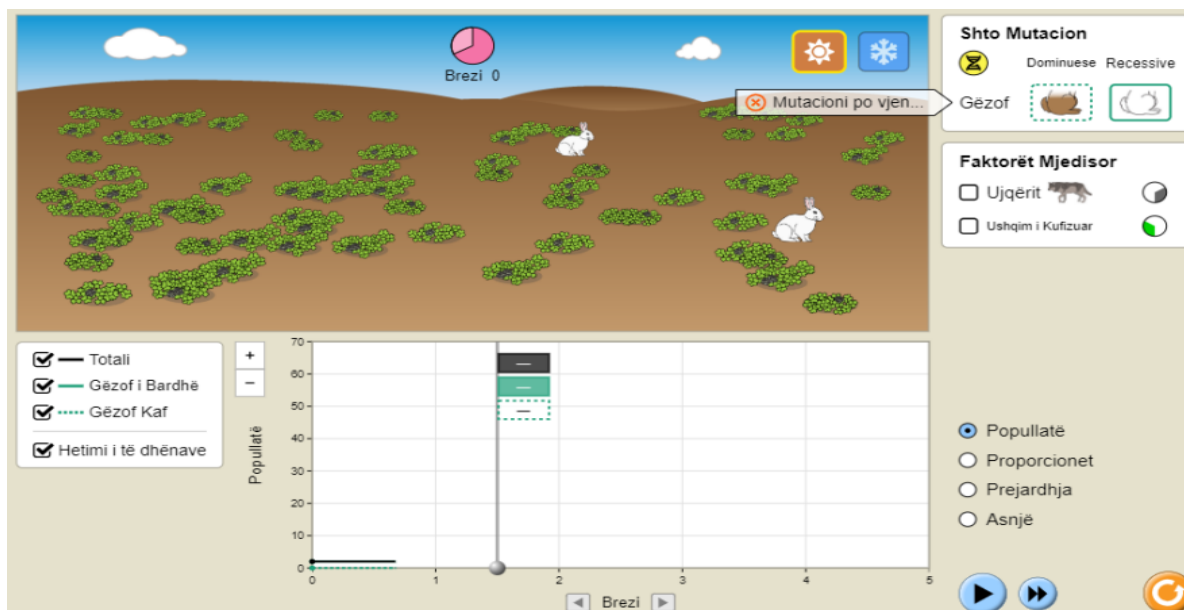 Brezi 0
Mutacioni po vjen...
Shto Mutacion
Dominuese Recessive
Gëzof
Faktorët Mjedisor
Ujqërit
Ushqim i Kufizuar
Totali
Gëzof i Bardhë
Gëzof Kaf
Hetimi i të dhënave
+
−
Popullatë
70
60
50
40
30
20
10
0
— 
—
—
0 1 2 3 4 5
Brezi
Popullatë
Proporcionet
Prejardhja
Asnjë